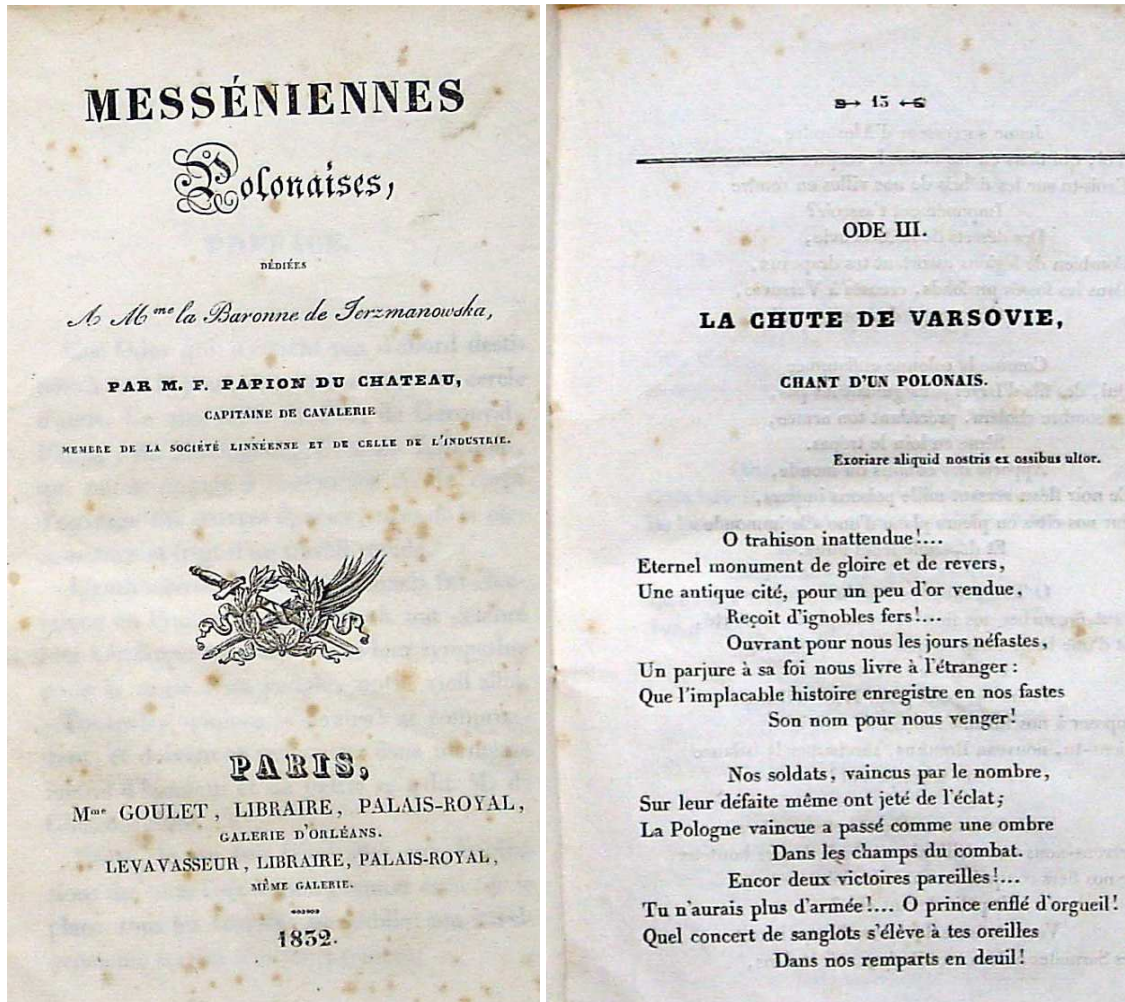 MESSÉNIENNES
Polonaises,
DÉDIÉES
A Mme la Baronne de Jerzmanowska,
PAR M. F. PAPION DU CHATEAU,
CAPITAINE DE CAVALERIE
MEMBRE DE LA SOCIÉTÉ LINNÉENNE ET DE CELLE DE L'INDUSTRIE.
PARIS,
Mme GOULET, LIBRAIRE, PALAIS-ROYAL,
GALERIE D'ORLÉANS.
LEVAVASSEUR, LIBRAIRE, PALAIS-ROYAL,
MÊME GALERIE.
1832.
13
ODE III.
LA CHUTE DE VARSOVIE,
CHANT D'UN POLONAIS.
Exoriare aliquid nostris ex ossibus ultor.
O trahison inattendue!...
Eternel monument de gloire et de revers,
Une antique cité, pour un peu d'or vendue,
Reçoit d'ignobles fers!...
Ouvrant pour nous les jours néfastes,
Un parjure à sa foi nous livre à l'étranger:
Que l'implacable histoire enregistre en nos fastes
Son nom pour nous venger!
Nos soldats, vaincus par le nombre,
Sur leur défaite même ont jeté de l'éclat;
La Pologne vaincue a passé comme une ombre
Dans les champs du combat.
Encor deux victoires pareilles!...
Tu n'aurais plus d'armée!... O prince enflé d'orgueil!
Quel concert de sanglots s'élève à tes oreilles
Dans nos remparts en deuil!